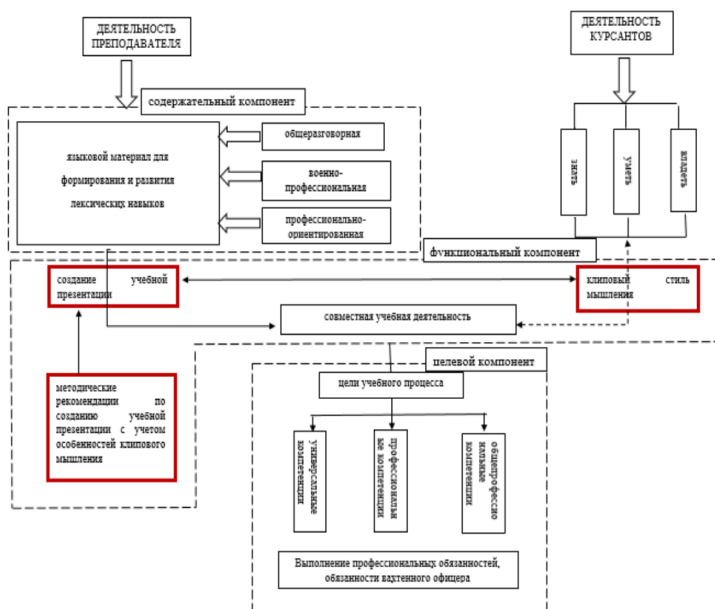 ДЕЯТЕЛЬНОСТЬ
ПРЕПОДАВАТЕЛЯ
ДЕЯТЕЛЬНОСТЬ
КУРСАНТОВ
содержательный компонент
языковой материал для
формирования и развития
лексических навыков
общеразговорная
военно-
профессиональная
профессионально-
ориентированная
знать
уметь
владеть
функциональный компонент
создание учебной
презентации
клиповый стиль
мышления
совместная учебная деятельность
методические
рекомендации по
созданию учебной
презентации с учетом
особенностей клипового
мышления
целевой компонент
цели учебного процесса
универсальные
компетенции
профессиональн
ые компетенции
общепрофессио
нальные
компетенции
Выполнение профессиональных обязанностей,
обязанности вахтенного офицера